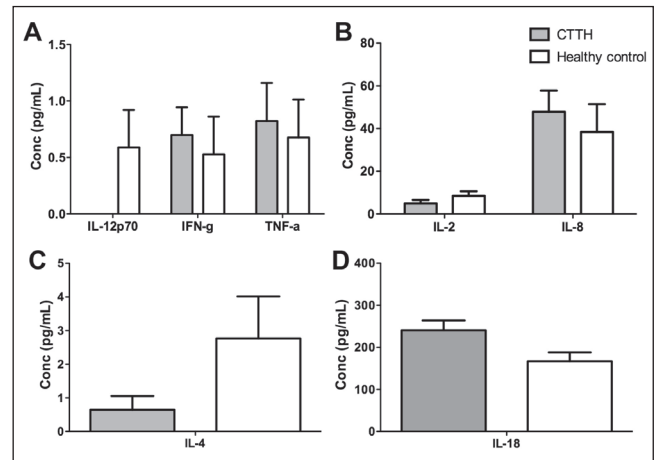 A
Conc (pg/mL)
1.5
1.0
0.5
0.0
IL-12p70 IFN-g TNF-a
B
CTTH
Healthy control
Conc (pg/mL)
80
60
40
20
0
IL-2 IL-8
C
Conc (pg/mL)
5
4
3
2
1
0
IL-4
D
Conc (pg/mL)
400
300
200
100
0
IL-18